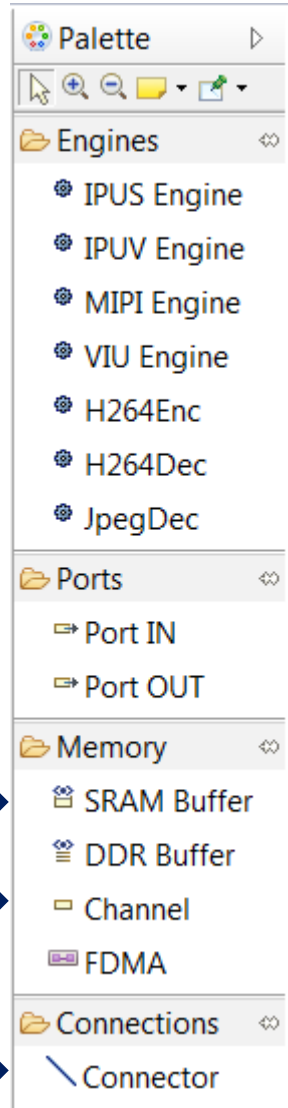 Palette
Engines
IPUS Engine
IPUV Engine
MIPI Engine
VIU Engine
H264Enc
H264Dec
JpegDec
Ports
Port IN
Port OUT
Memory
SRAM Buffer
DDR Buffer
Channel
FDMA
Connections
Connector